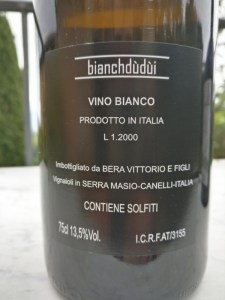 bianchdùdùi
VINO BIANCO
PRODOTTO IN ITALIA
L 1.2000
Imbottigliato da BERA VITTORIO E FIGLI
Vignaioli in SERRA MASIO-CANELLI-ITALIA
CONTIENE SOLFITI
75cl 13,5%Vol. I.C.R.F.AT/315S